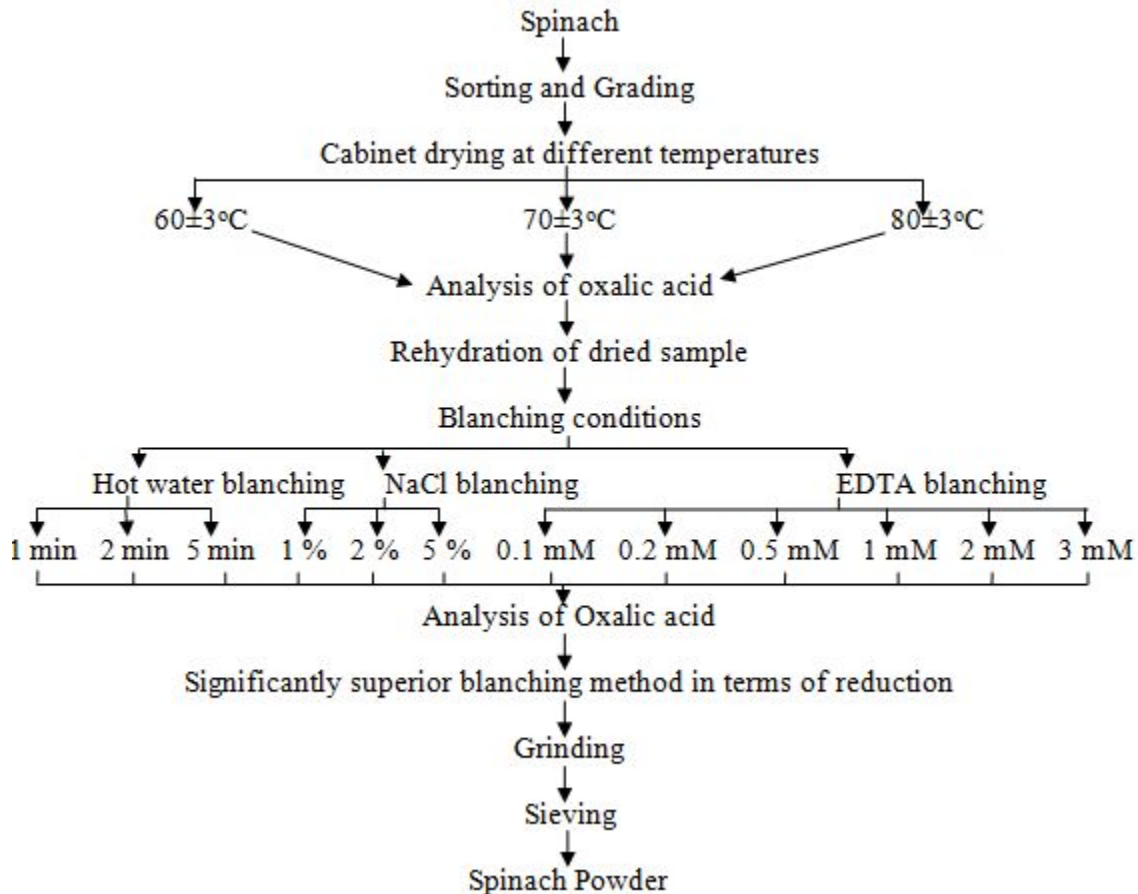 Spinach
Sorting and Grading
Cabinet drying at different temperatures
60±3ᵒC 70±3ᵒC 80±3ᵒC
Analysis of oxalic acid
Rehydration of dried sample
Blanching conditions
Hot water blanching NaCl blanching EDTA blanching
1 min 2 min 5 min 1 % 2 % 5 % 0.1 mM 0.2 mM 0.5 mM 1 mM 2 mM 3 mM
Analysis of Oxalic acid
Significantly superior blanching method in terms of reduction
Grinding
Sieving
Spinach Powder